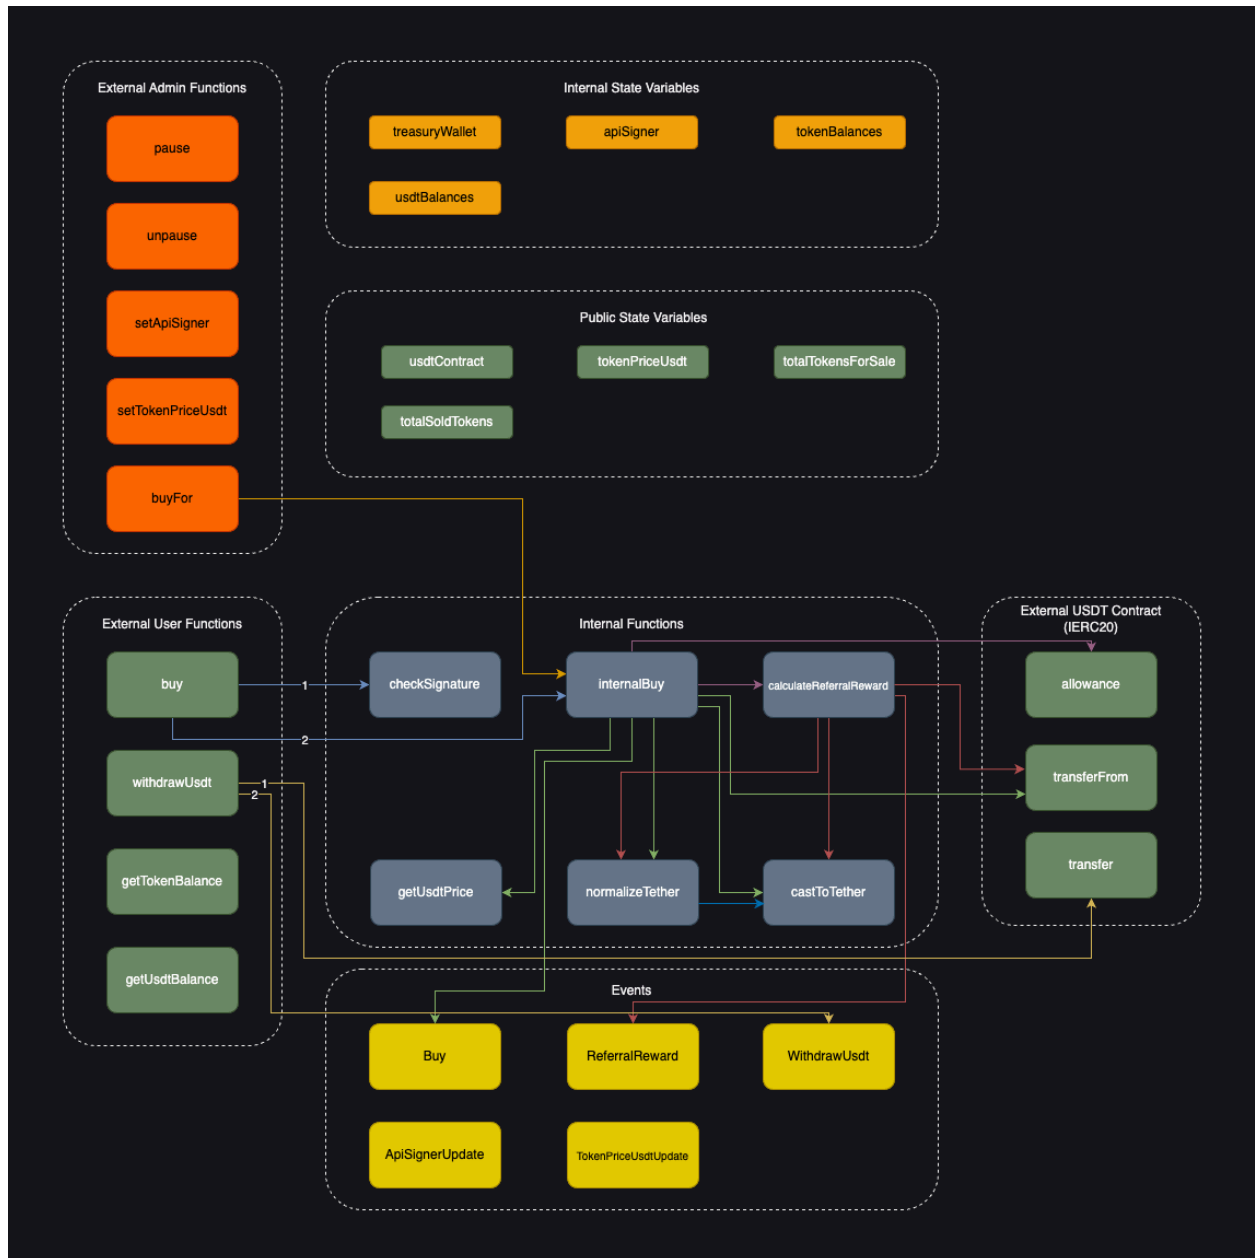 External Admin Functions
pause
unpause
setApiSigner
setTokenPriceUsdt
buyFor
Internal State Variables
treasuryWallet
apiSigner
tokenBalances
usdtBalances
Public State Variables
usdtContract
tokenPriceUsdt
totalTokensForSale
totalSoldTokens
External User Functions
buy
withdrawUsdt
getTokenBalance
getUsdtBalance
1
2
1
2
Internal Functions
checkSignature
internalBuy
calculateReferralReward
getUsdtPrice
normalizeTether
castToTether
External USDT Contract
(IERC20)
allowance
transferFrom
transfer
Events
Buy
ReferralReward
WithdrawUsdt
ApiSignerUpdate
TokenPriceUsdtUpdate